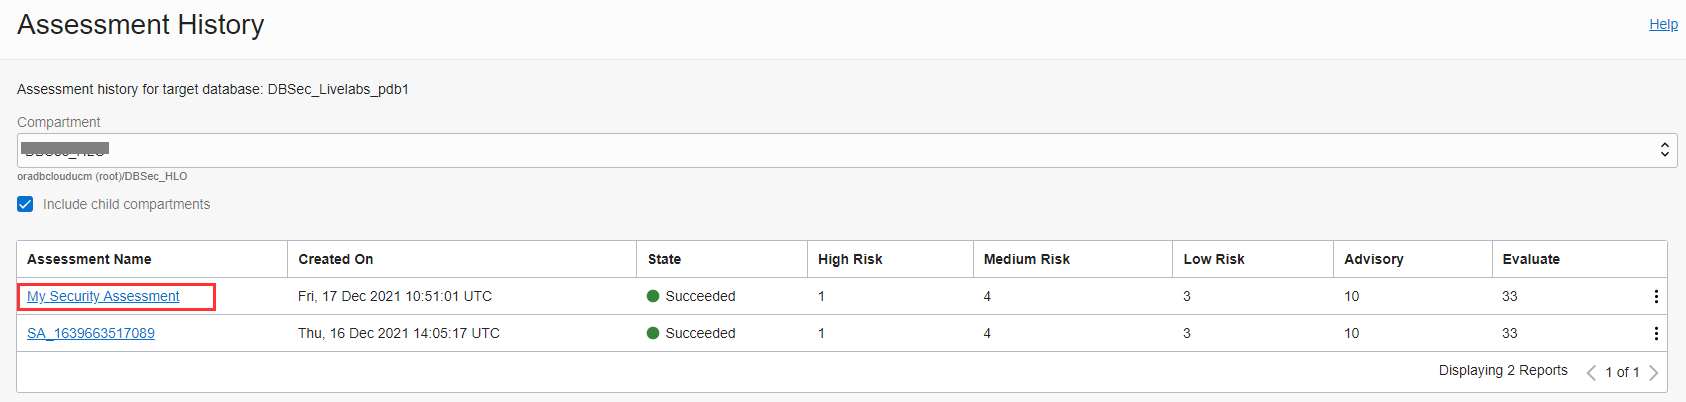 Assessment History
Help
Assessment history for target database: DBSec_Livelabs_pdb1
Compartment
oradbclouducm (root)/DBSec_HLO
Include child compartments
Assessment Name Created On State High Risk Medium Risk Low Risk Advisory Evaluate
My Security Assessment Fri, 17 Dec 2021 10:51:01 UTC Succeeded 1 4 3 10 33
SA_1639663517089 Thu, 16 Dec 2021 14:05:17 UTC Succeeded 1 4 3 10 33
Displaying 2 Reports 1 of 1